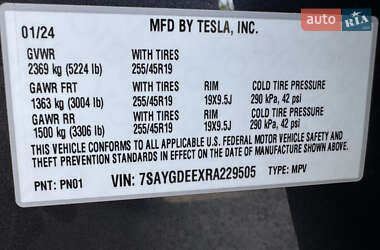 auto RIA.com
01/24 MFD BY TESLA, INC.
GVWR WITH TIRES
2369 kg (5224 lb) 255/45R19
GAWR FRT WITH TIRES RIM COLD TIRE PRESSURE
1363 kg (3004 lb) 255/45R19 19X9.5J 290 kPa, 42 psi
GAWR RR WITH TIRES RIM COLD TIRE PRESSURE
1500 kg (3306 lb) 255/45R19 19X9.5J 290 kPa, 42 psi
THIS VEHICLE CONFORMS TO ALL APPLICABLE U.S. FEDERAL MOTOR VEHICLE SAFETY AND
THEFT PREVENTION STANDARDS IN EFFECT ON THE DATE OF MANUFACTURE SHOWN ABOVE.
PNT: PN01 VIN: 7SAYGDEEXRA229505 TYPE: MPV